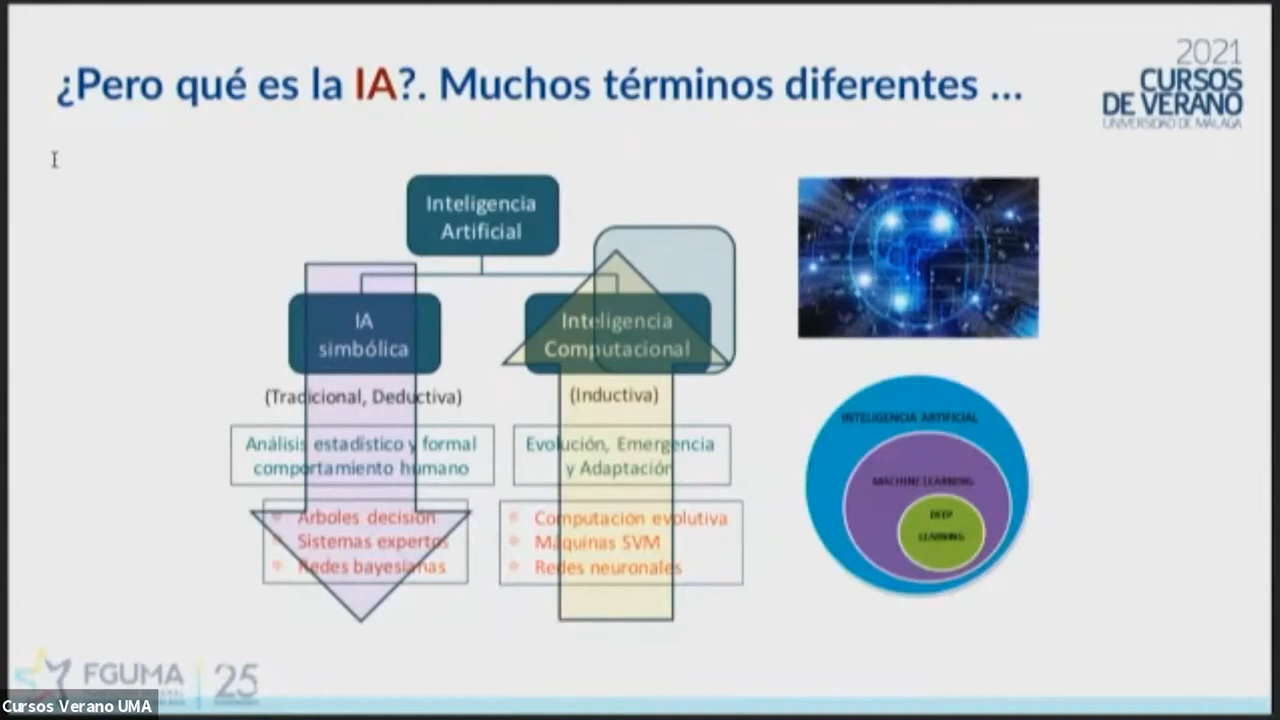 ¿Pero qué es la IA?. Muchos términos diferentes ...
2021
CURSOS
DE VERANO
UNIVERSIDAD DE MÁLAGA
Inteligencia
Artificial
IA
simbólica
(Tradicional, Deductiva)
Análisis estadístico y formal
comportamiento humano
Arboles decisión
Sistemas expertos
Redes bayesianas
Inteligencia
Computacional
(Inductiva)
Evolución, Emergencia
y Adaptación
Computación evolutiva
Máquinas SVM
Redes neuronales
INTELIGENCIA ARTIFICIAL
MACHINE LEARNING
DEEP
LEARNING
FGUMA
25
Cursos Verano UMA